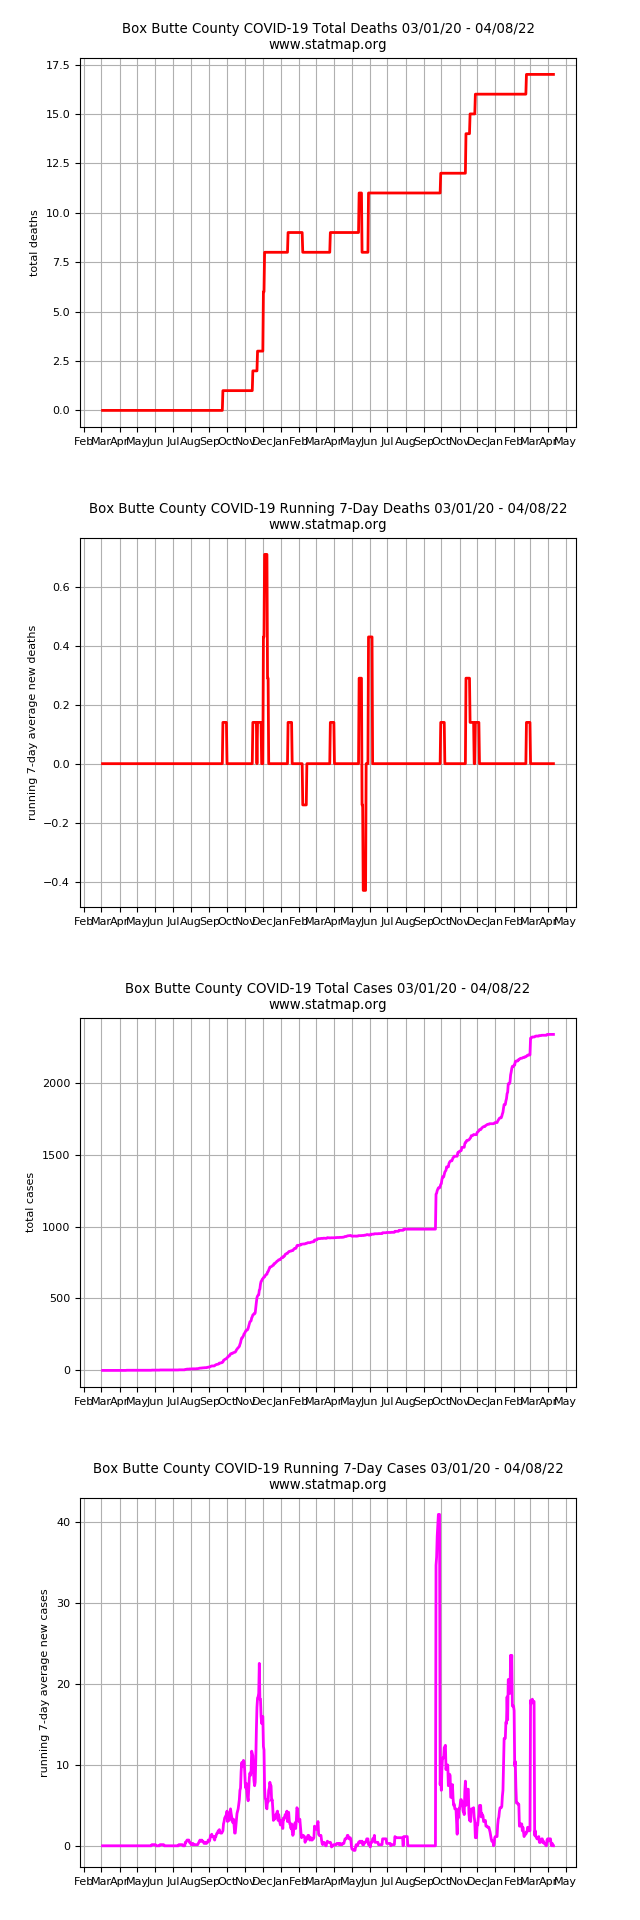 Box Butte County COVID-19 Total Deaths 03/01/20 - 04/08/22
www.statmap.org
17.5
15.0
12.5
10.0
7.5
5.0
2.5
0.0
total deaths
Feb Mar Apr May Jun Jul Aug Sep Oct Nov Dec Jan Feb Mar Apr May Jun Jul Aug Sep Oct Nov Dec Jan Feb Mar Apr May
Box Butte County COVID-19 Running 7-Day Deaths 03/01/20 - 04/08/22
www.statmap.org
0.6
0.4
0.2
0.0
−0.2
−0.4
running 7-day average new deaths
Feb Mar Apr May Jun Jul Aug Sep Oct Nov Dec Jan Feb Mar Apr May Jun Jul Aug Sep Oct Nov Dec Jan Feb Mar Apr May
Box Butte County COVID-19 Total Cases 03/01/20 - 04/08/22
www.statmap.org
2000
1500
1000
500
0
total cases
Feb Mar Apr May Jun Jul Aug Sep Oct Nov Dec Jan Feb Mar Apr May Jun Jul Aug Sep Oct Nov Dec Jan Feb Mar Apr May
Box Butte County COVID-19 Running 7-Day Cases 03/01/20 - 04/08/22
www.statmap.org
40
30
20
10
0
running 7-day average new cases
Feb Mar Apr May Jun Jul Aug Sep Oct Nov Dec Jan Feb Mar Apr May Jun Jul Aug Sep Oct Nov Dec Jan Feb Mar Apr May